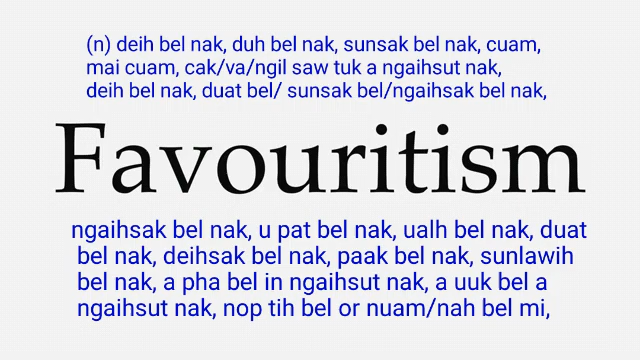 (n) deih bel nak, duh bel nak, sunsak bel nak, cuam,
mai cuam, cak/va/ngil saw tuk a ngaihsut nak,
deih bel nak, duat bel/ sunsak bel/ngaihsak bel nak,
Favouritism
ngaihsak bel nak, u pat bel nak, ualh bel nak, duat
bel nak, deihsak bel nak, paak bel nak, sunlawih
bel nak, a pha bel in ngaihsut nak, a uuk bel a
ngaihsut nak, nop tih bel or nuam/nah bel mi,